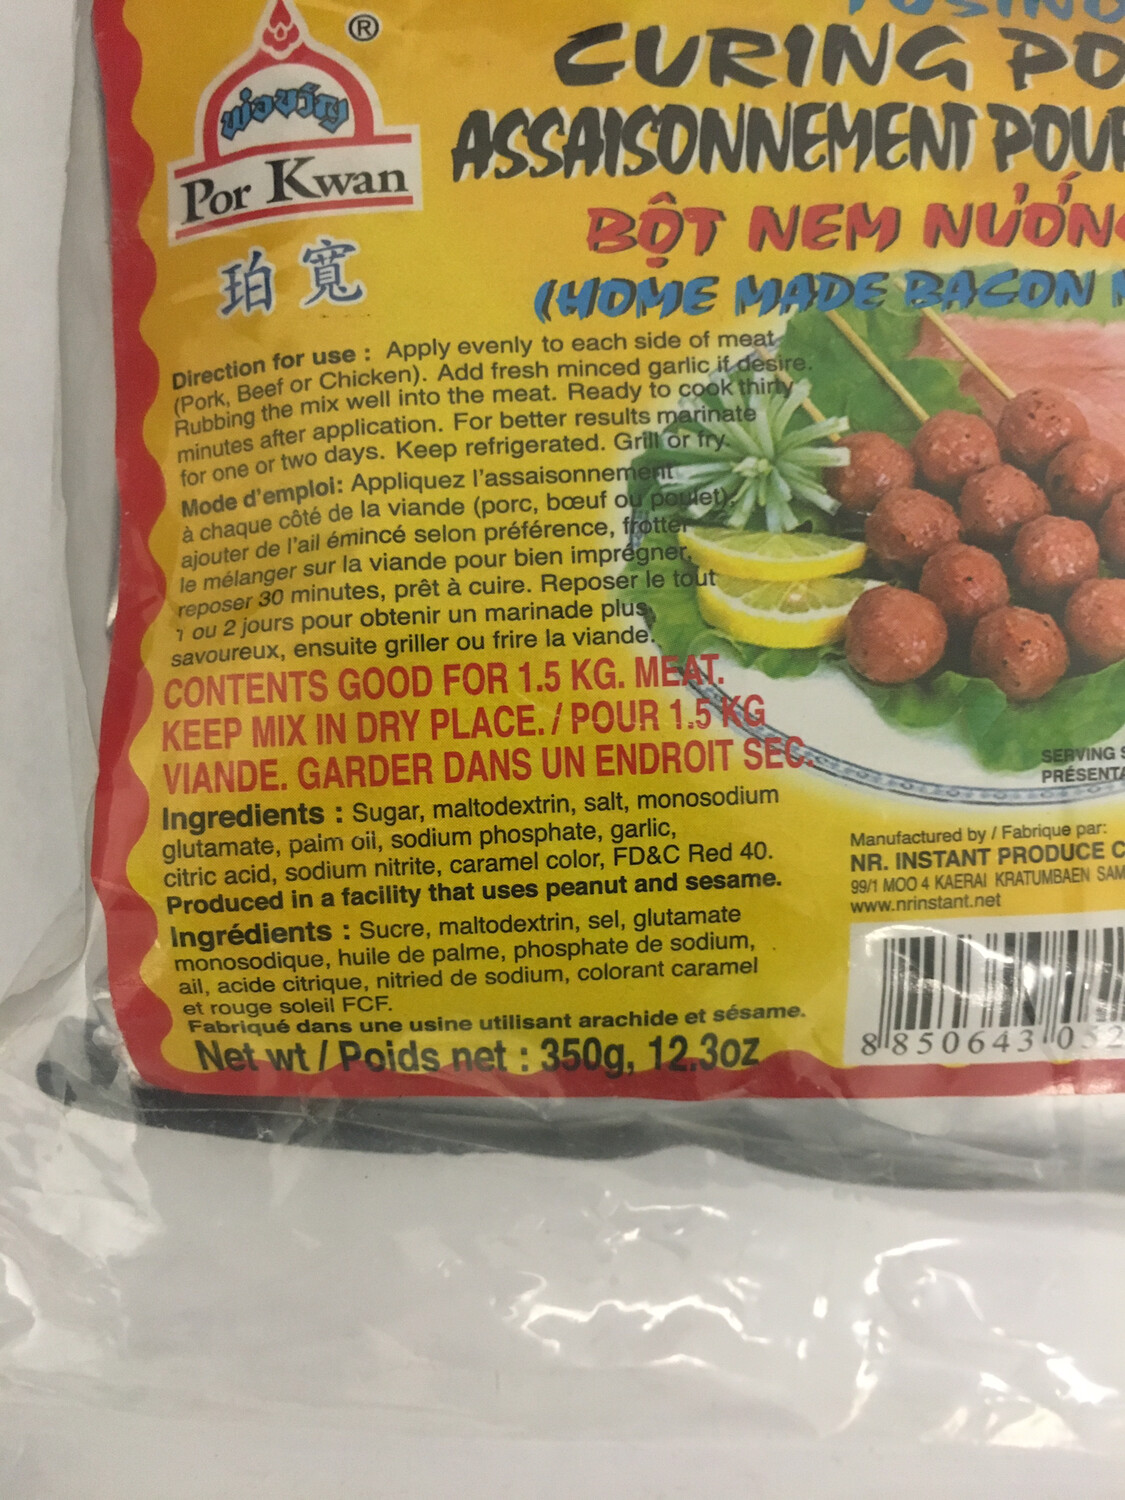 ®
พ่อขวัญ
Por Kwan
珀寬
CURING
ASSAISONNEMENT POUR
BỘT NEM NƯỚNG
(HOME MADE BACON
Direction for use : Apply evenly to each side of meat
(Pork, Beef or Chicken). Add fresh minced garlic if desire.
Rubbing the mix well into the meat. Ready to cook thirty
minutes after application. For better results marinate
for one or two days. Keep refrigerated. Grill or fry.
Mode d'emploi: Appliquez l'assaisonnement
à chaque côté de la viande (porc, bœuf ou poulet),
ajouter de l'ail émincé selon préférence, frotter
le mélanger sur la viande pour bien imprégner,
reposer 30 minutes, prêt à cuire. Reposer le tout
1 ou 2 jours pour obtenir un marinade plus
savoureux, ensuite griller ou frire la viande.
CONTENTS GOOD FOR 1.5 KG. MEAT.
KEEP MIX IN DRY PLACE. / POUR 1.5 KG
VIANDE. GARDER DANS UN ENDROIT SEC.
Ingredients : Sugar, maltodextrin, salt, monosodium
glutamate, paim oil, sodium phosphate, garlic,
citric acid, sodium nitrite, caramel color, FD&C Red 40.
Produced in a facility that uses peanut and sesame.
Ingrédients : Sucre, maltodextrin, sel, glutamate
monosodique, huile de palme, phosphate de sodium,
ail, acide citrique, nitried de sodium, colorant caramel
et rouge soleil FCF.
Fabriqué dans une usine utilisant arachide et sésame.
Net wt / Poids net : 350g, 12.3oz
SERVING
Manufactured by / Fabrique par:
NR. INSTANT PRODUCE C
99/1 MOO 4 KAERAI KRATUMBAEN SAM
www.nrinstant.net
8 850643 052